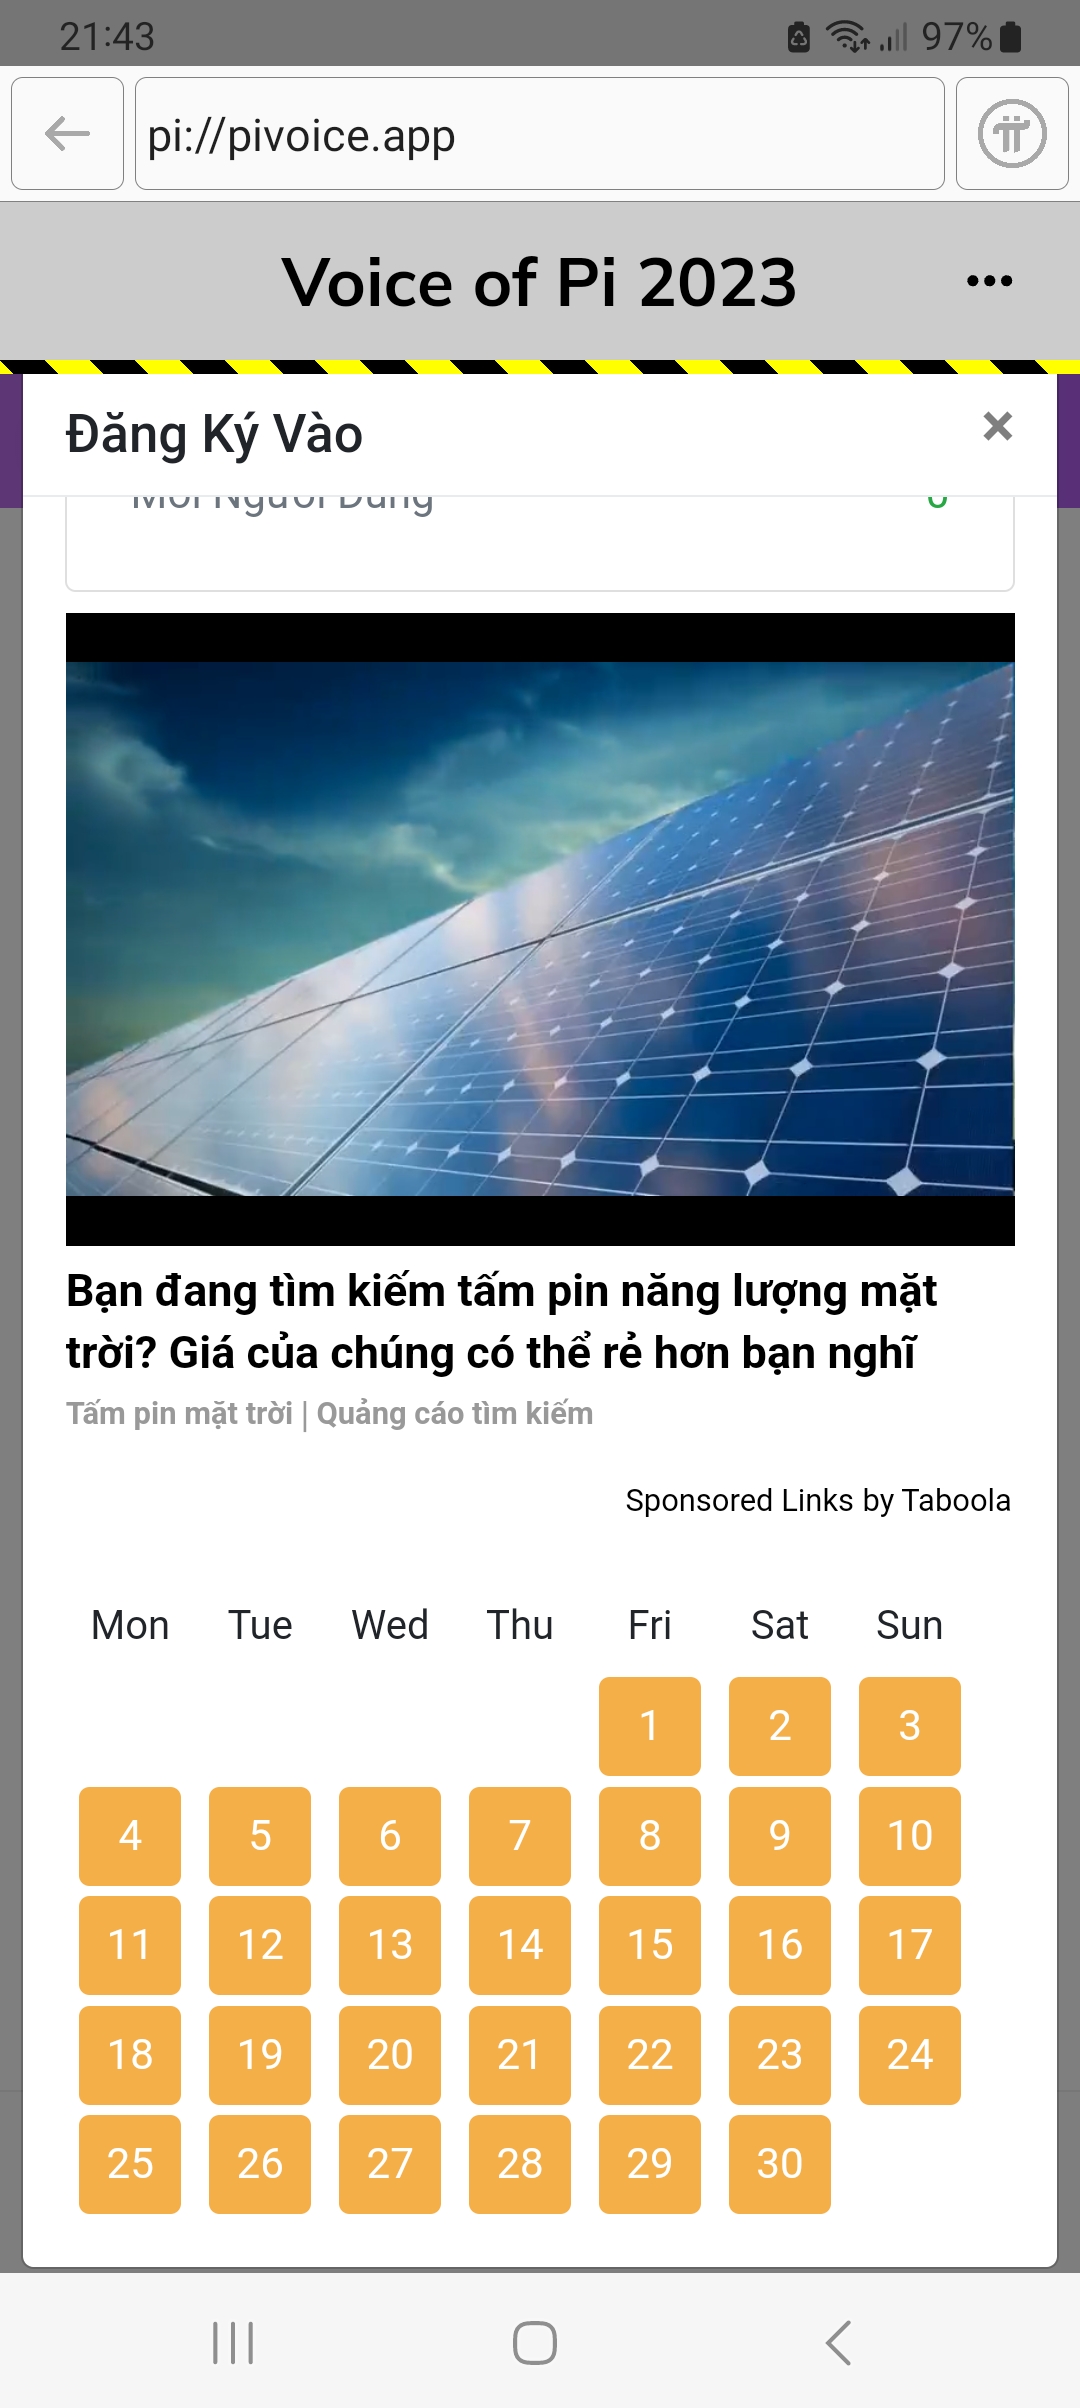 21:43
97%
pi://pivoice.app
Voice of Pi 2023
Đăng Ký Vào
Mời Người Dùng
Bạn đang tìm kiếm tấm pin năng lượng mặt
trời? Giá của chúng có thể rẻ hơn bạn nghĩ
Tấm pin mặt trời | Quảng cáo tìm kiếm
Sponsored Links by Taboola
Mon Tue Wed Thu Fri Sat Sun
1 2 3
4 5 6 7 8 9 10
11 12 13 14 15 16 17
18 19 20 21 22 23 24
25 26 27 28 29 30